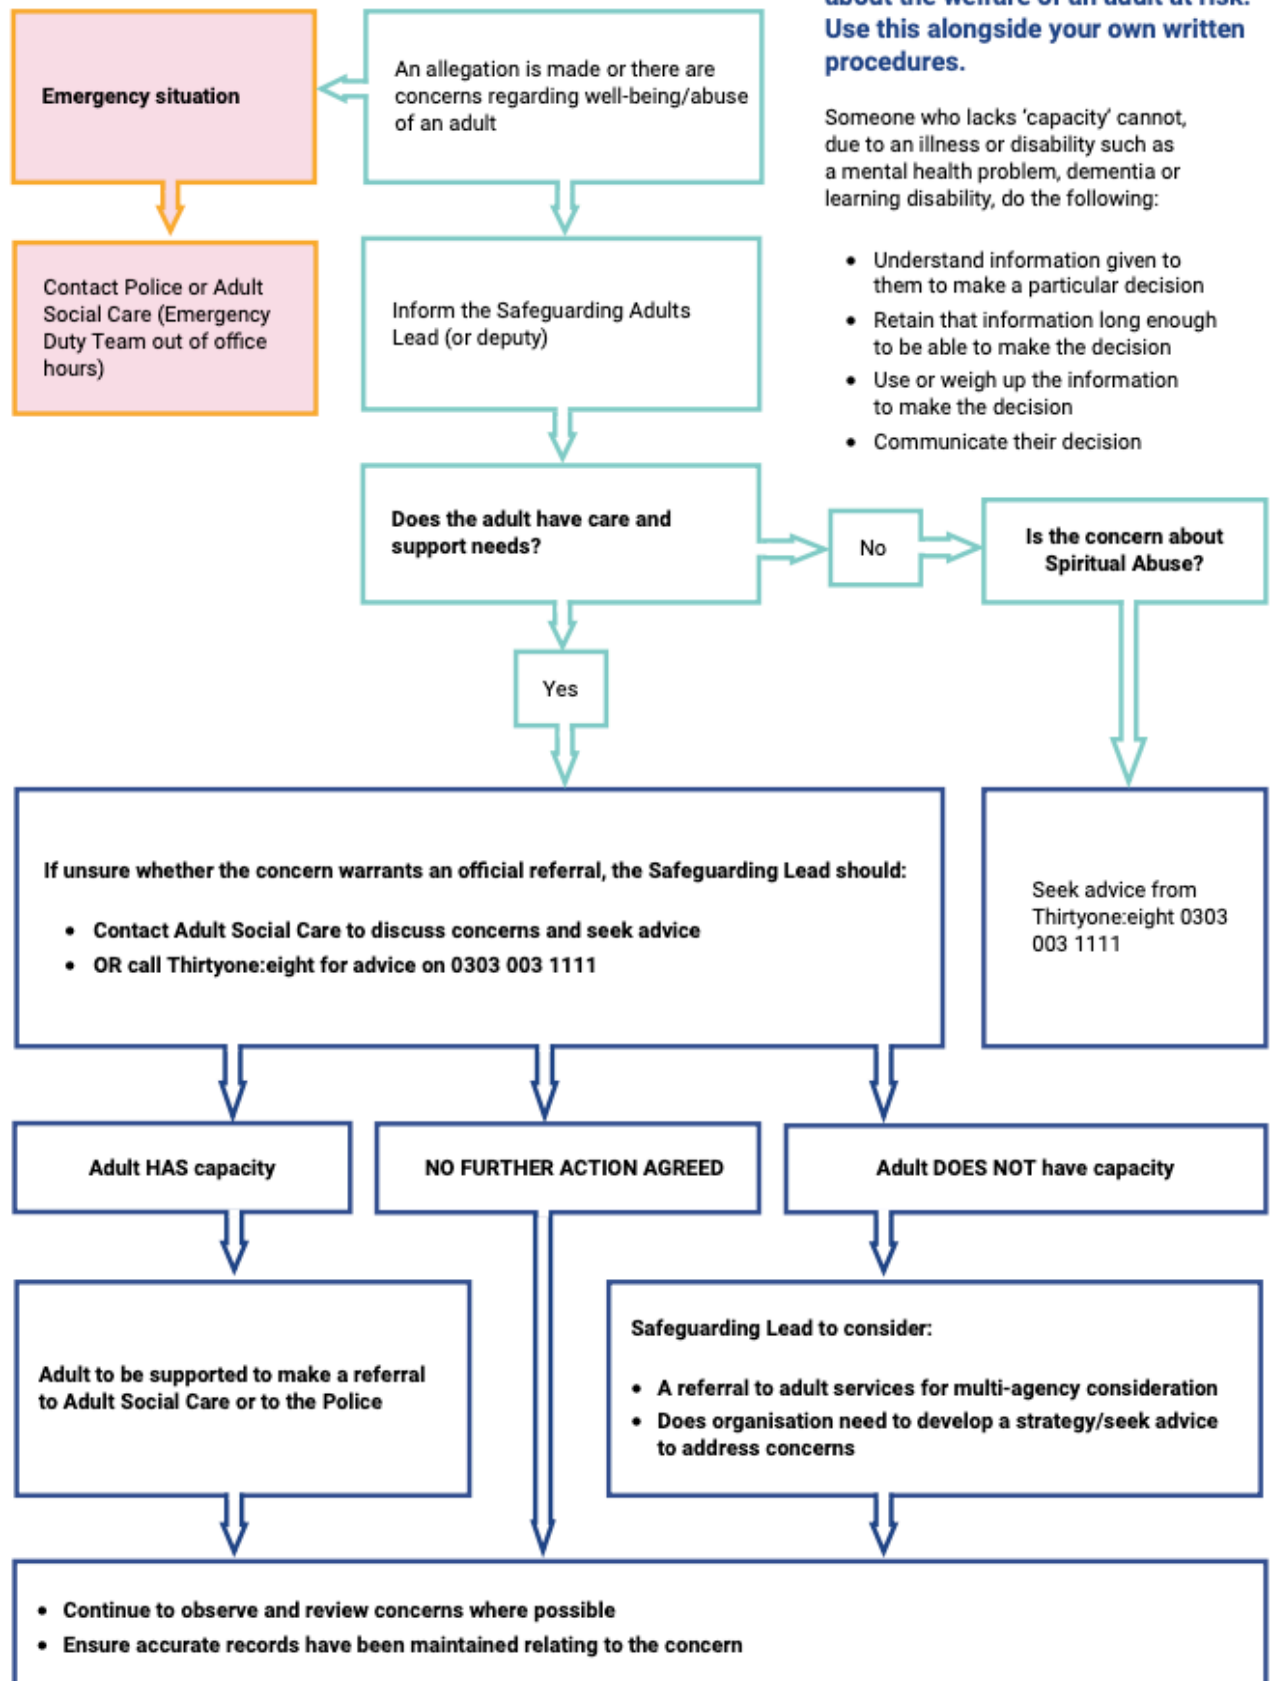 about the welfare of an adult at risk.
Use this alongside your own written
procedures.
Someone who lacks ‘capacity’ cannot,
due to an illness or disability such as
a mental health problem, dementia or
learning disability, do the following:
• Understand information given to
them to make a particular decision
• Retain that information long enough
to be able to make the decision
• Use or weigh up the information
to make the decision
• Communicate their decision
Emergency situation
An allegation is made or there are
concerns regarding well-being/abuse
of an adult
Contact Police or Adult
Social Care (Emergency
Duty Team out of office
hours)
Inform the Safeguarding Adults
Lead (or deputy)
Does the adult have care and
support needs?
No
Is the concern about
Spiritual Abuse?
Yes
If unsure whether the concern warrants an official referral, the Safeguarding Lead should:
• Contact Adult Social Care to discuss concerns and seek advice
• OR call Thirtyone:eight for advice on 0303 003 1111
Seek advice from
Thirtyone:eight 0303
003 1111
Adult HAS capacity
NO FURTHER ACTION AGREED
Adult DOES NOT have capacity
Adult to be supported to make a referral
to Adult Social Care or to the Police
Safeguarding Lead to consider:
• A referral to adult services for multi-agency consideration
• Does organisation need to develop a strategy/seek advice
to address concerns
• Continue to observe and review concerns where possible
• Ensure accurate records have been maintained relating to the concern